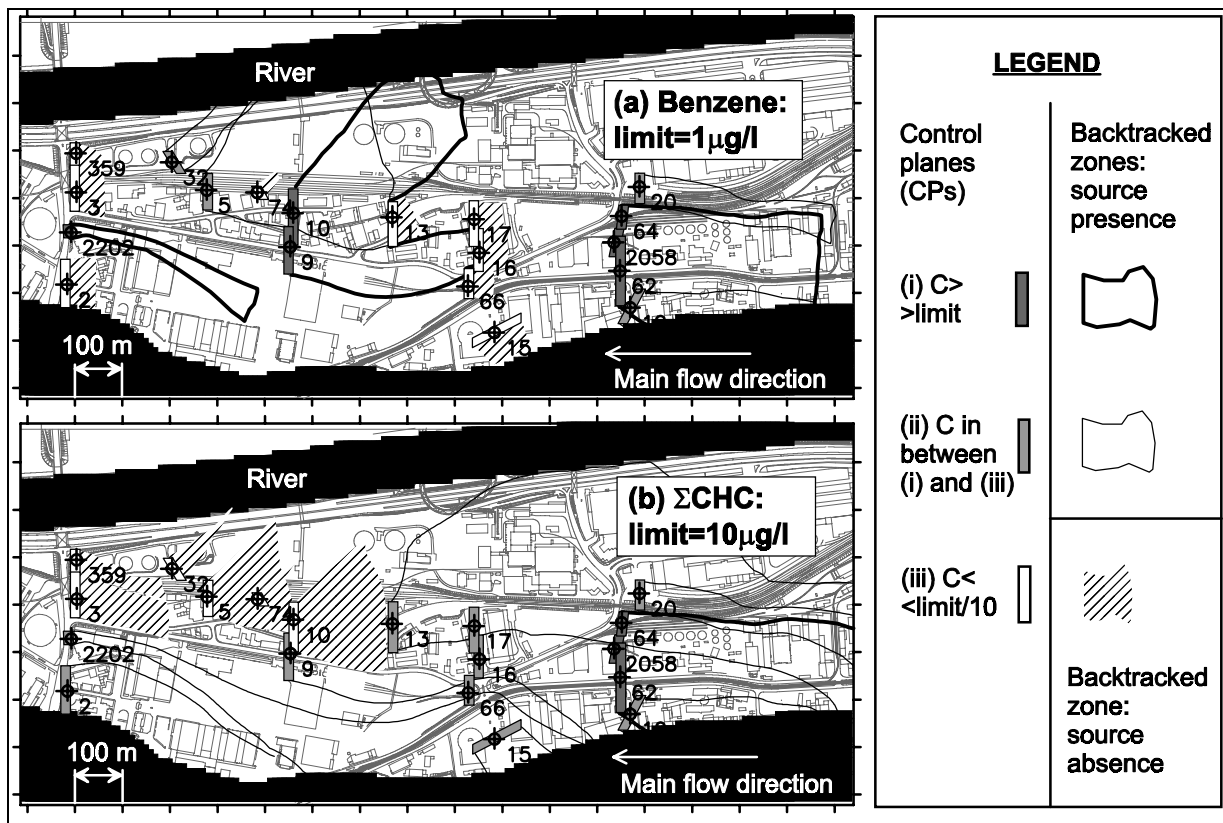 River
(a) Benzene:
limit=1μg/l
359
32
3
5
74
10
13
17
20
64
2202
9
16
2058
2
66
62
15
100 m
Main flow direction
River
(b) ΣCHC:
limit=10μg/l
359
32
3
5
74
10
13
17
20
64
2202
9
16
2058
2
66
62
15
100 m
Main flow direction
LEGEND
Control
planes
(CPs)
Backtracked
zones:
source
presence
(i) C>
>limit
(ii) C in
between
(i) and (iii)
(iii) C<
<limit/10
Backtracked
zone:
source
absence